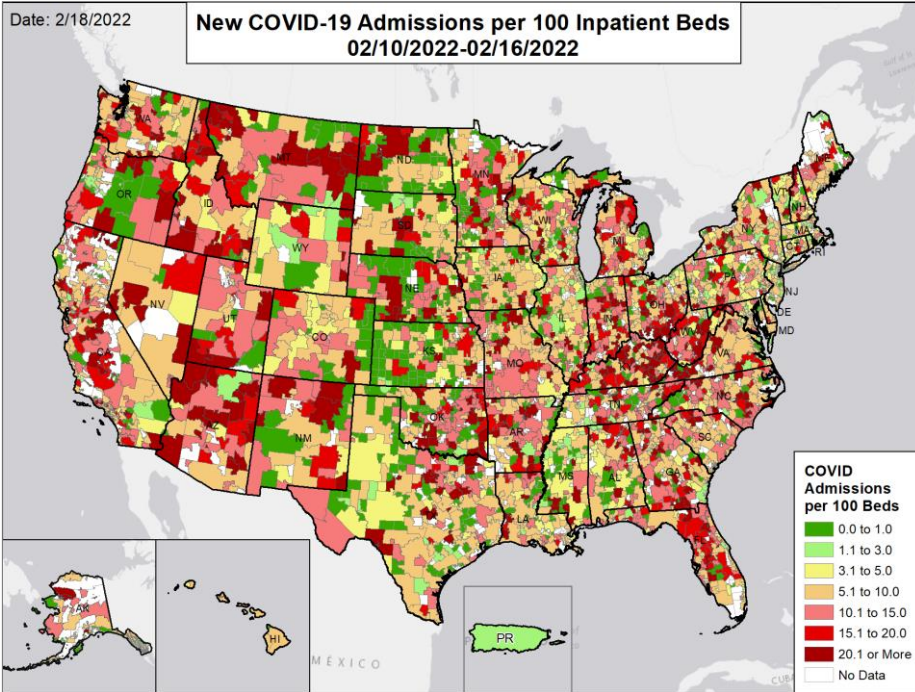 Date: 2/18/2022
New COVID-19 Admissions per 100 Inpatient Beds
02/10/2022-02/16/2022
WA
MT
ND
MN
ME
OR
ID
WY
SD
WI
MI
NY
VT
NH
MA
CT
RI
NV
UT
CO
NE
IA
IL
IN
OH
PA
NJ
DE
MD
CA
KS
MO
WV
VA
AZ
NM
OK
AR
TN
NC
SC
MS
AL
GA
LA
FL
AK
HI
PR
MÉXICO
CUBA
COVID
Admissions
per 100 Beds
0.0 to 1.0
1.1 to 3.0
3.1 to 5.0
5.1 to 10.0
10.1 to 15.0
15.1 to 20.0
20.1 or More
No Data